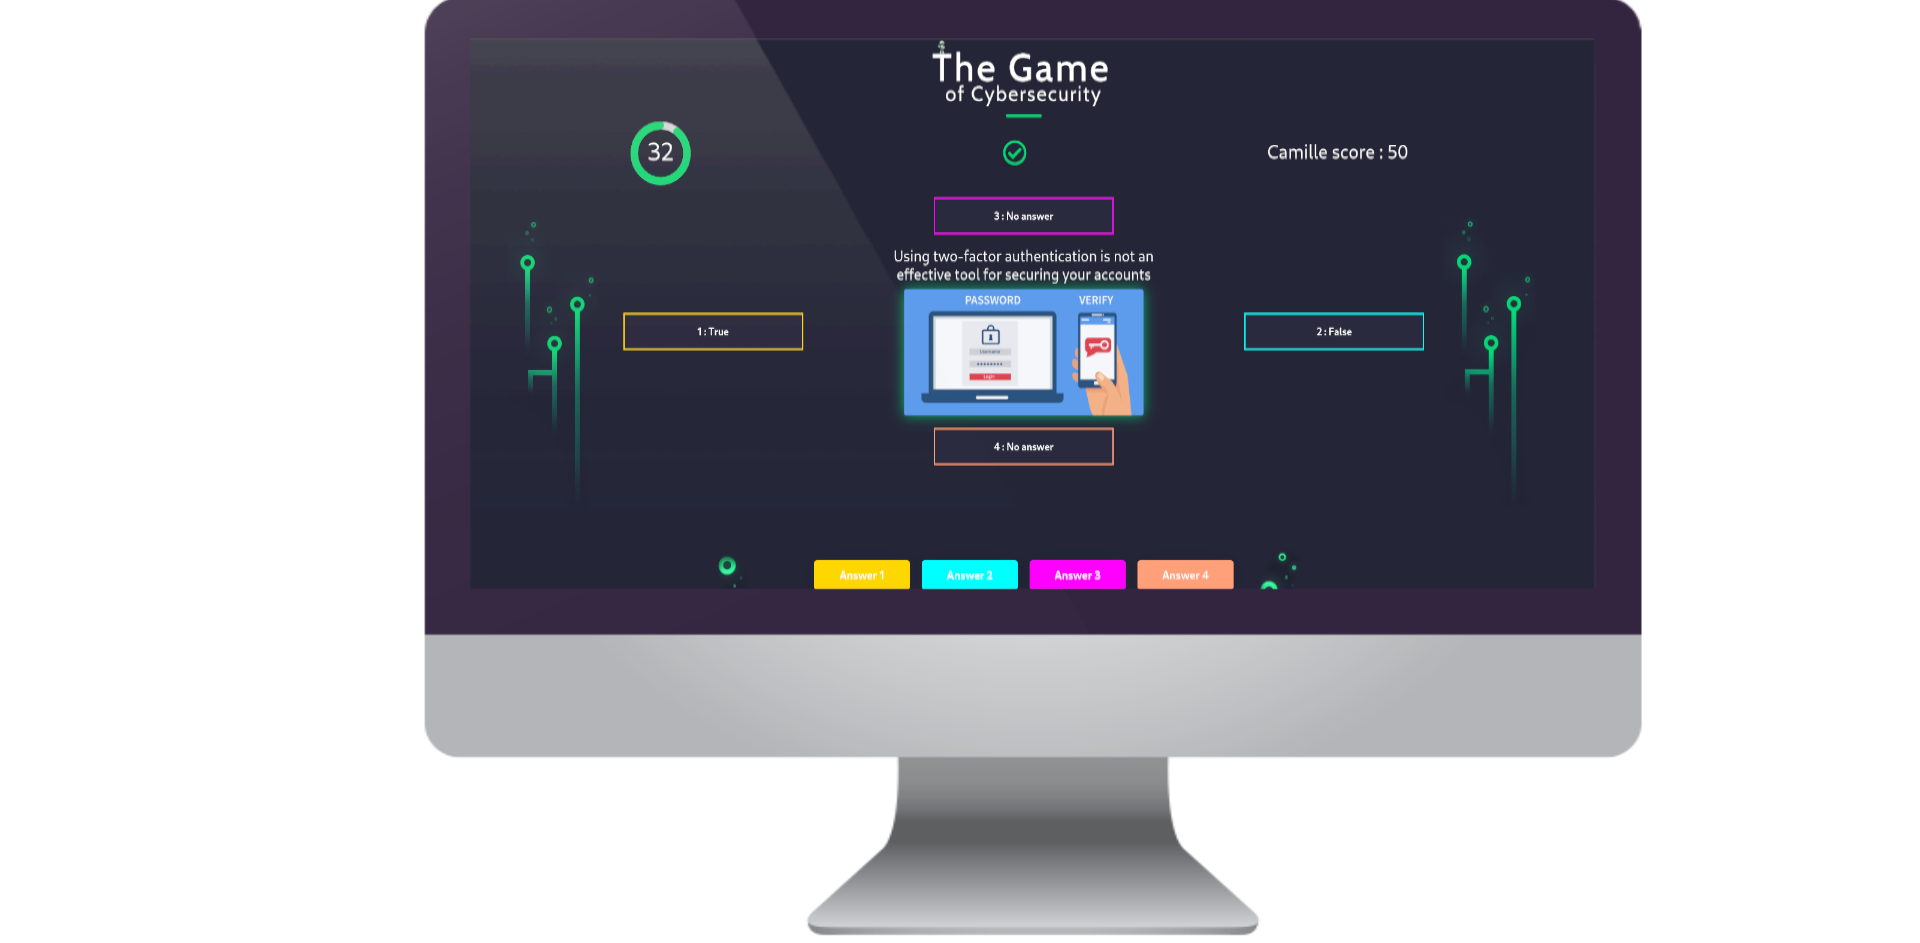 The Game
of Cybersecurity
32
Camille score : 50
3 : No answer
Using two-factor authentication is not an
effective tool for securing your accounts
PASSWORD
VERIFY
Username
Login
1 : True
2 : False
4 : No answer
Answer 1
Answer 2
Answer 3
Answer 4